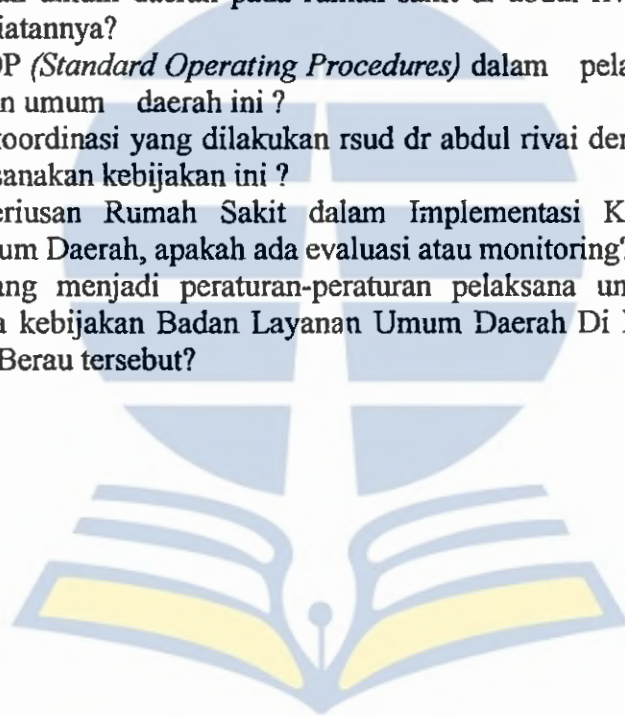 umum daerah pada rumah sakit dr abdul
iatannya?
OP (Standard Operating Procedures) dalam pela
n umum daerah ini ?
koordinasi yang dilakukan rsud dr abdul rivai der
sanakan kebijakan ini ?
eriusan Rumah Sakit dalam Implementasi K
um Daerah, apakah ada evaluasi atau monitoring?
ang menjadi peraturan-peraturan pelaksana un
a kebijakan Badan Layanan Umum Daerah Di
Berau tersebut?